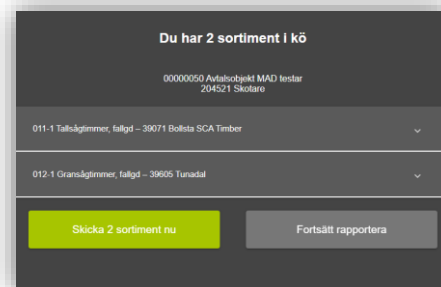 Du har 2 sortiment i kö
00000050 Avtalsobjekt MAD testar
204521 Skotare
011-1 Tallsågtimmer, fallgd – 39071 Bollsta SCA Timber
012-1 Gransågtimmer, fallgd – 39605 Tunadal
Skicka 2 sortiment nu
Fortsätt rapportera